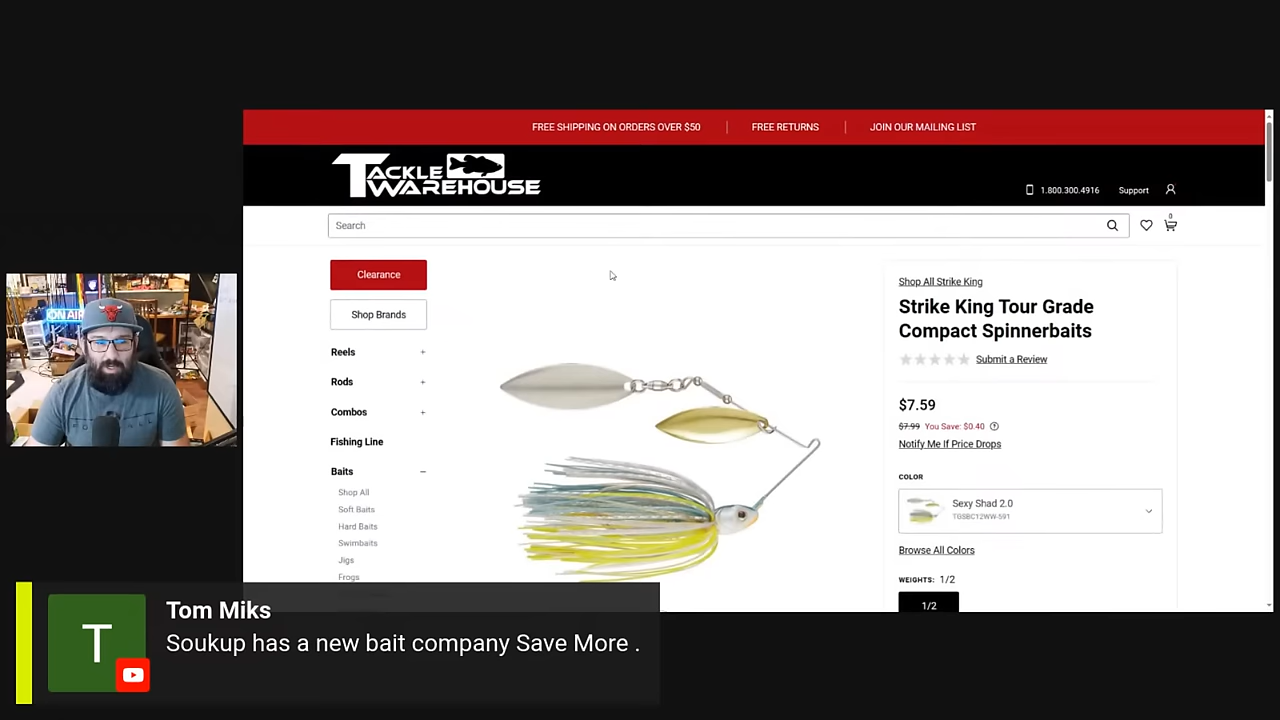 FREE SHIPPING ON ORDERS OVER $50
FREE RETURNS
JOIN OUR MAILING LIST
TACKLE
WAREHOUSE
1.800.300.4916
Support
Search
0
Clearance
Shop Brands
Reels +
Rods +
Combos +
Fishing Line
Baits –
Shop All
Soft Baits
Hard Baits
Swimbaits
Jigs
Frogs
Shop All Strike King
Strike King Tour Grade
Compact Spinnerbaits
Submit a Review
$7.59
$7.99 You Save: $0.40
Notify Me If Price Drops
COLOR
Sexy Shad 2.0
TGSBC12WW-591
Browse All Colors
WEIGHTS: 1/2
1/2
ON AIR
T
Tom Miks
Soukup has a new bait company Save More .